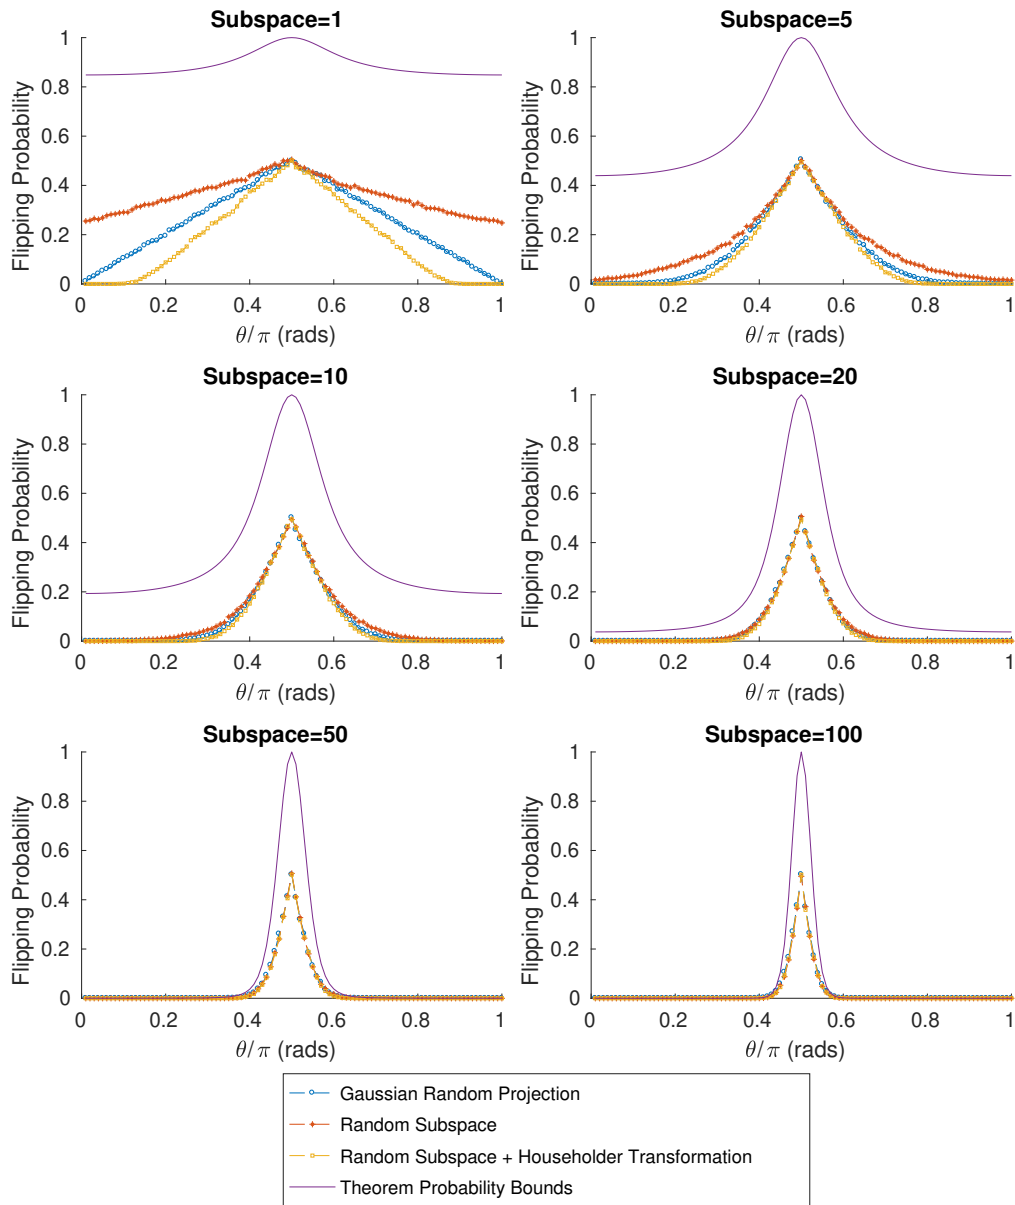 Subspace=1
Flipping Probability
1
0.8
0.6
0.4
0.2
0
0 0.2 0.4 0.6 0.8 1
θ/π (rads)
Subspace=5
Flipping Probability
1
0.8
0.6
0.4
0.2
0
0 0.2 0.4 0.6 0.8 1
θ/π (rads)
Subspace=10
Flipping Probability
1
0.8
0.6
0.4
0.2
0
0 0.2 0.4 0.6 0.8 1
θ/π (rads)
Subspace=20
Flipping Probability
1
0.8
0.6
0.4
0.2
0
0 0.2 0.4 0.6 0.8 1
θ/π (rads)
Subspace=50
Flipping Probability
1
0.8
0.6
0.4
0.2
0
0 0.2 0.4 0.6 0.8 1
θ/π (rads)
Subspace=100
Flipping Probability
1
0.8
0.6
0.4
0.2
0
0 0.2 0.4 0.6 0.8 1
θ/π (rads)
Gaussian Random Projection
Random Subspace
Random Subspace + Householder Transformation
Theorem Probability Bounds